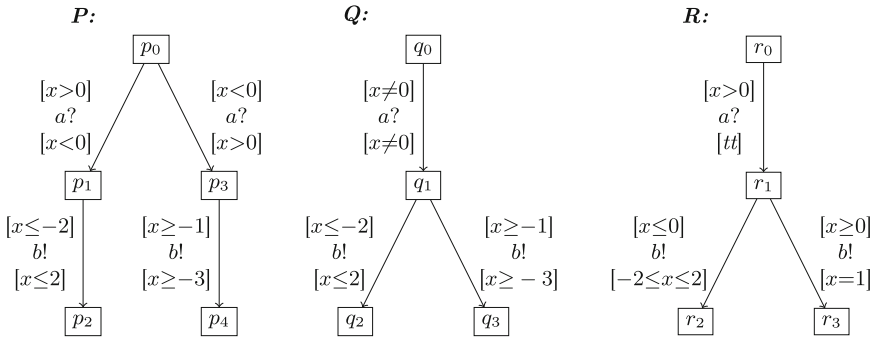 P:
Q:
R:
p0
q0
r0
[x>0]
a?
[x<0]
[x<0]
a?
[x>0]
[x≠0]
a?
[x≠0]
[x>0]
a?
[tt]
p1
p3
q1
r1
[x≤−2]
b!
[x≤2]
[x≥−1]
b!
[x≥−3]
[x≤−2]
b!
[x≤2]
[x≥−1]
b!
[x≥ − 3]
[x≤0]
b!
[−2≤x≤2]
[x≥0]
b!
[x=1]
p2
p4
q2
q3
r2
r3